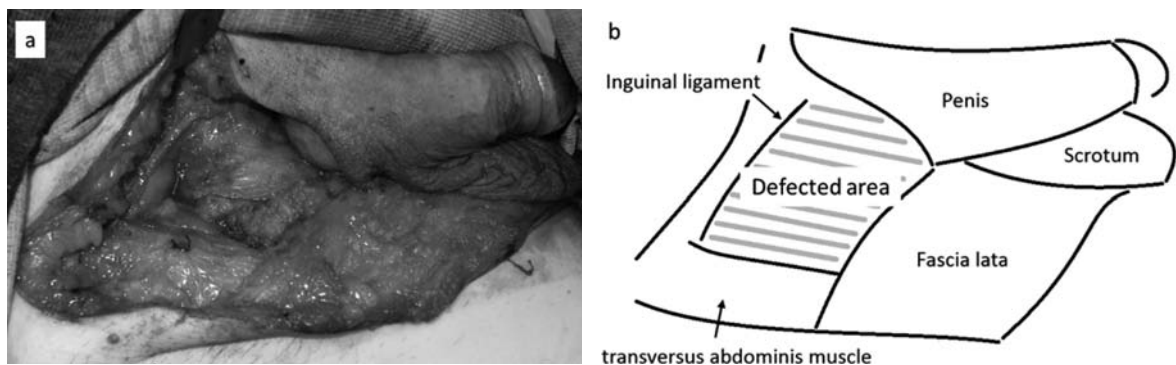 a
b
Inguinal ligament
Penis
Scrotum
Defected area
Fascia lata
transversus abdominis muscle